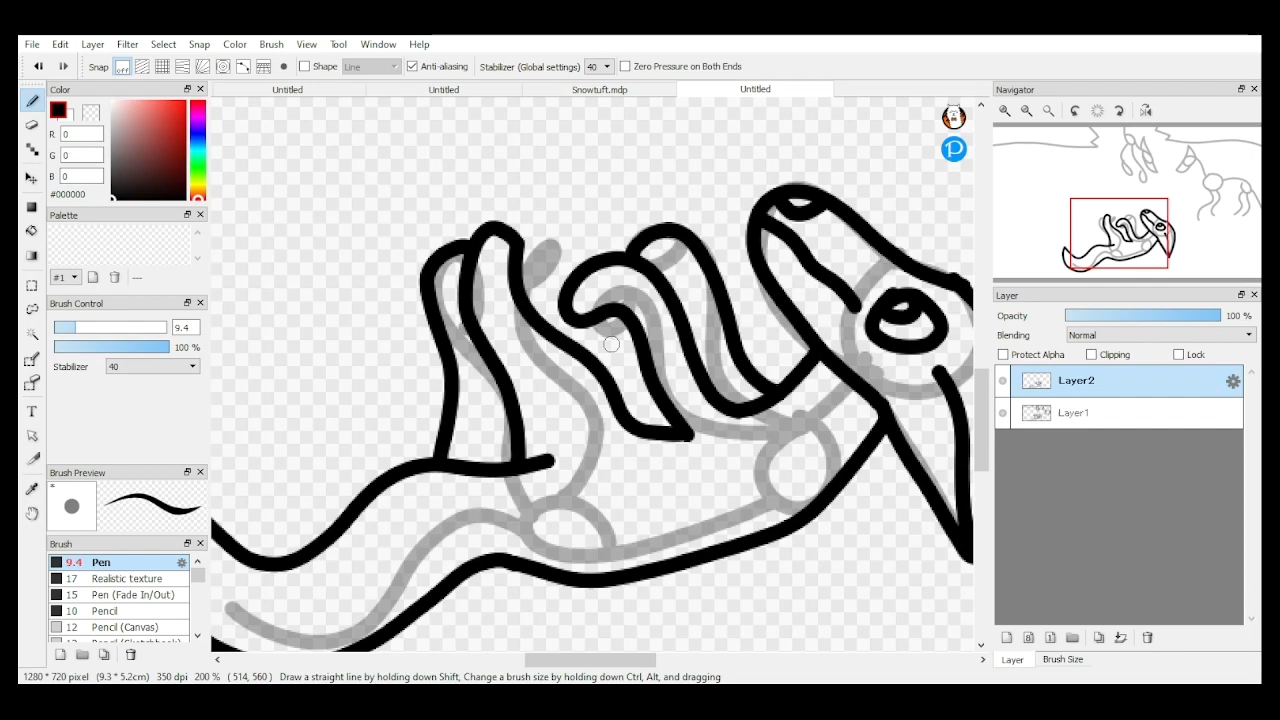 File Edit Layer Filter Select Snap Color Brush View Tool Window Help
Snap off Shape Line Anti-aliasing Stabilizer (Global settings) 40 Zero Pressure on Both Ends
Color
Untitled Untitled Snowtuft.mdp Untitled
Navigator
R 0
G 0
B 0
#000000
Palette
#1 ---
Brush Control
9.4
100 %
Stabilizer 40
Layer
Opacity 100 %
Blending Normal
Protect Alpha Clipping Lock
Layer2
Layer1
Brush Preview
*
Brush
9.4 Pen
17 Realistic texture
15 Pen (Fade In/Out)
10 Pencil
12 Pencil (Canvas)
Layer Brush Size
1280 * 720 pixel (9.3 * 5.2cm) 350 dpi 200 % ( 514, 560 ) Draw a straight line by holding down Shift, Change a brush size by holding down Ctrl, Alt, and dragging